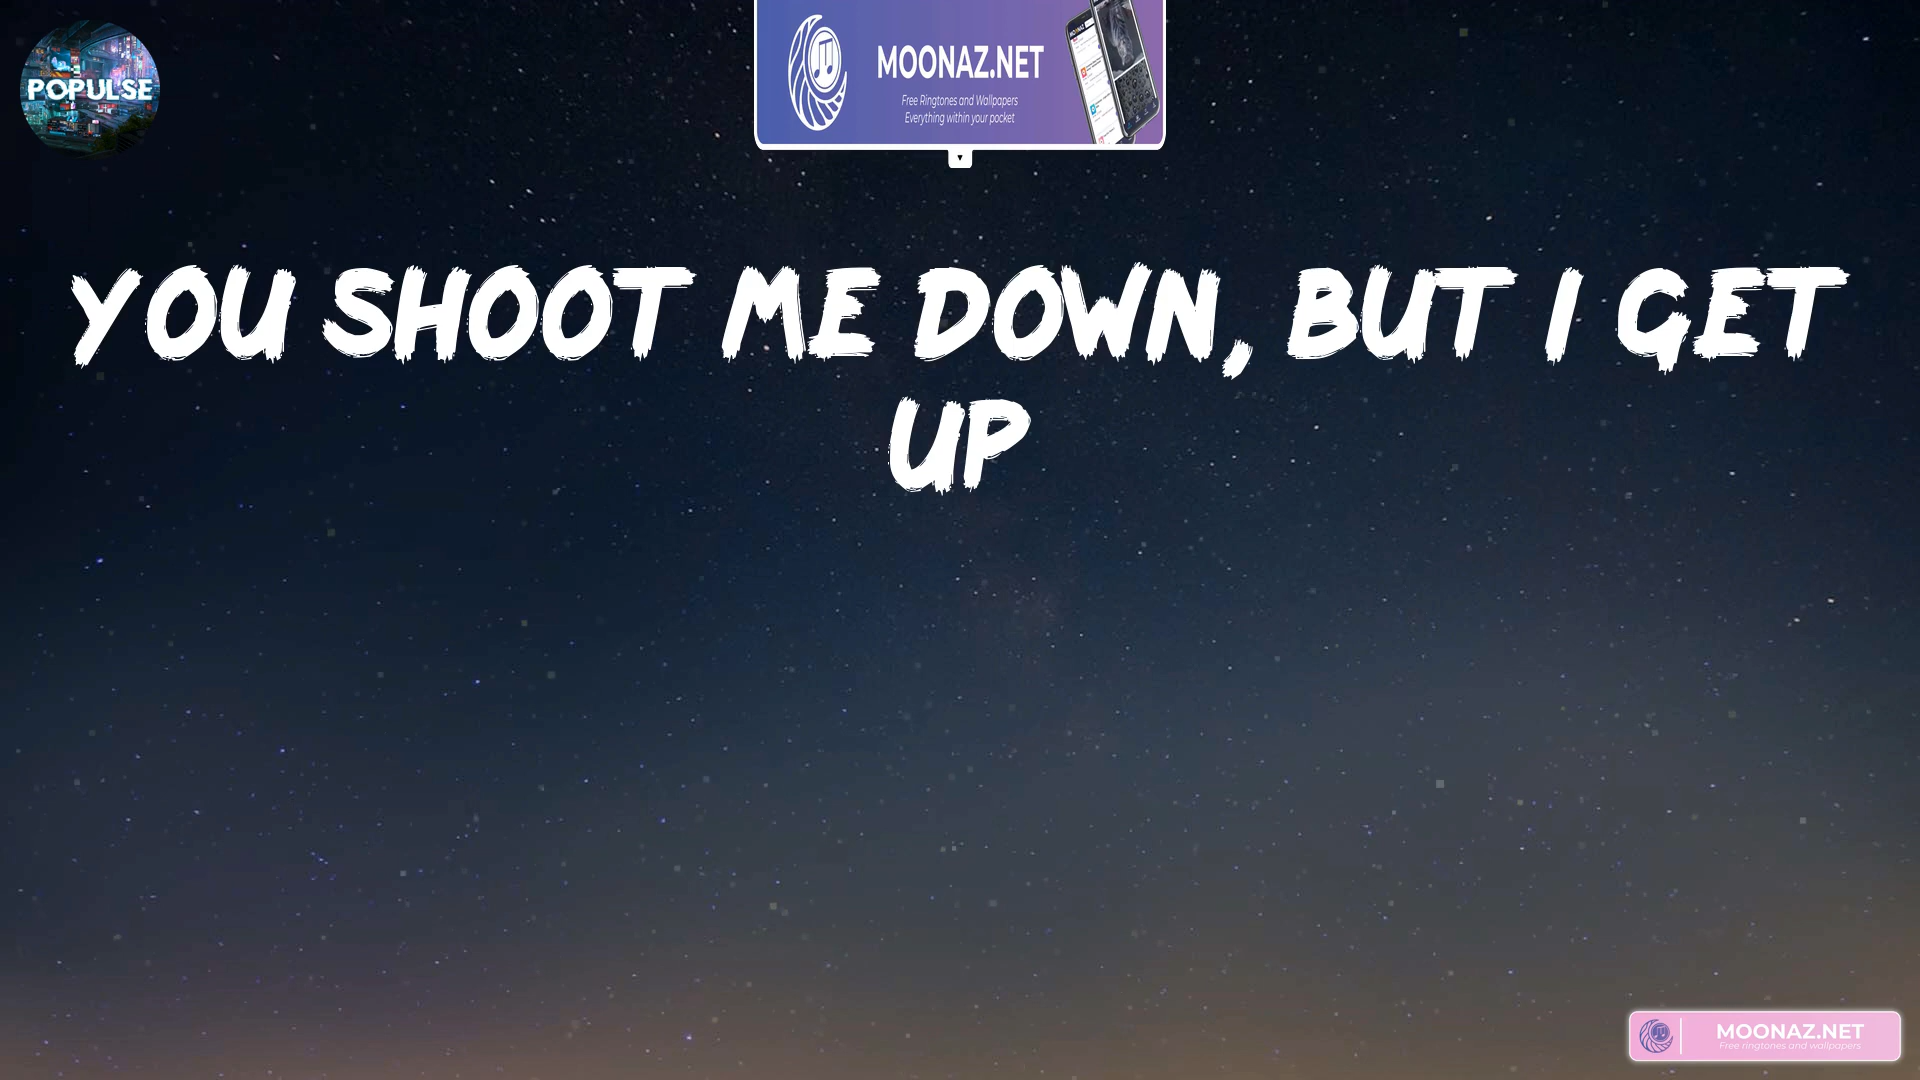 POPULSE
MOONAZ.NET
Free Ringtones and Wallpapers
Everything within your pocket
YOU SHOOT ME DOWN, BUT I GET
UP
MOONAZ.NET
Free ringtones and wallpapers